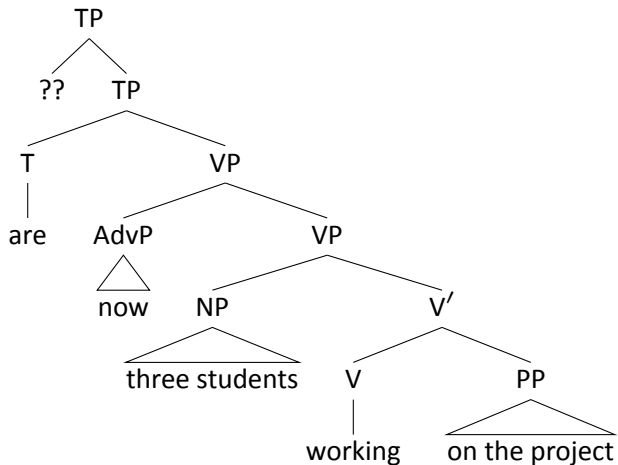 TP
?? TP
T VP
are AdvP VP
now NP V′
three students V PP
working on the project